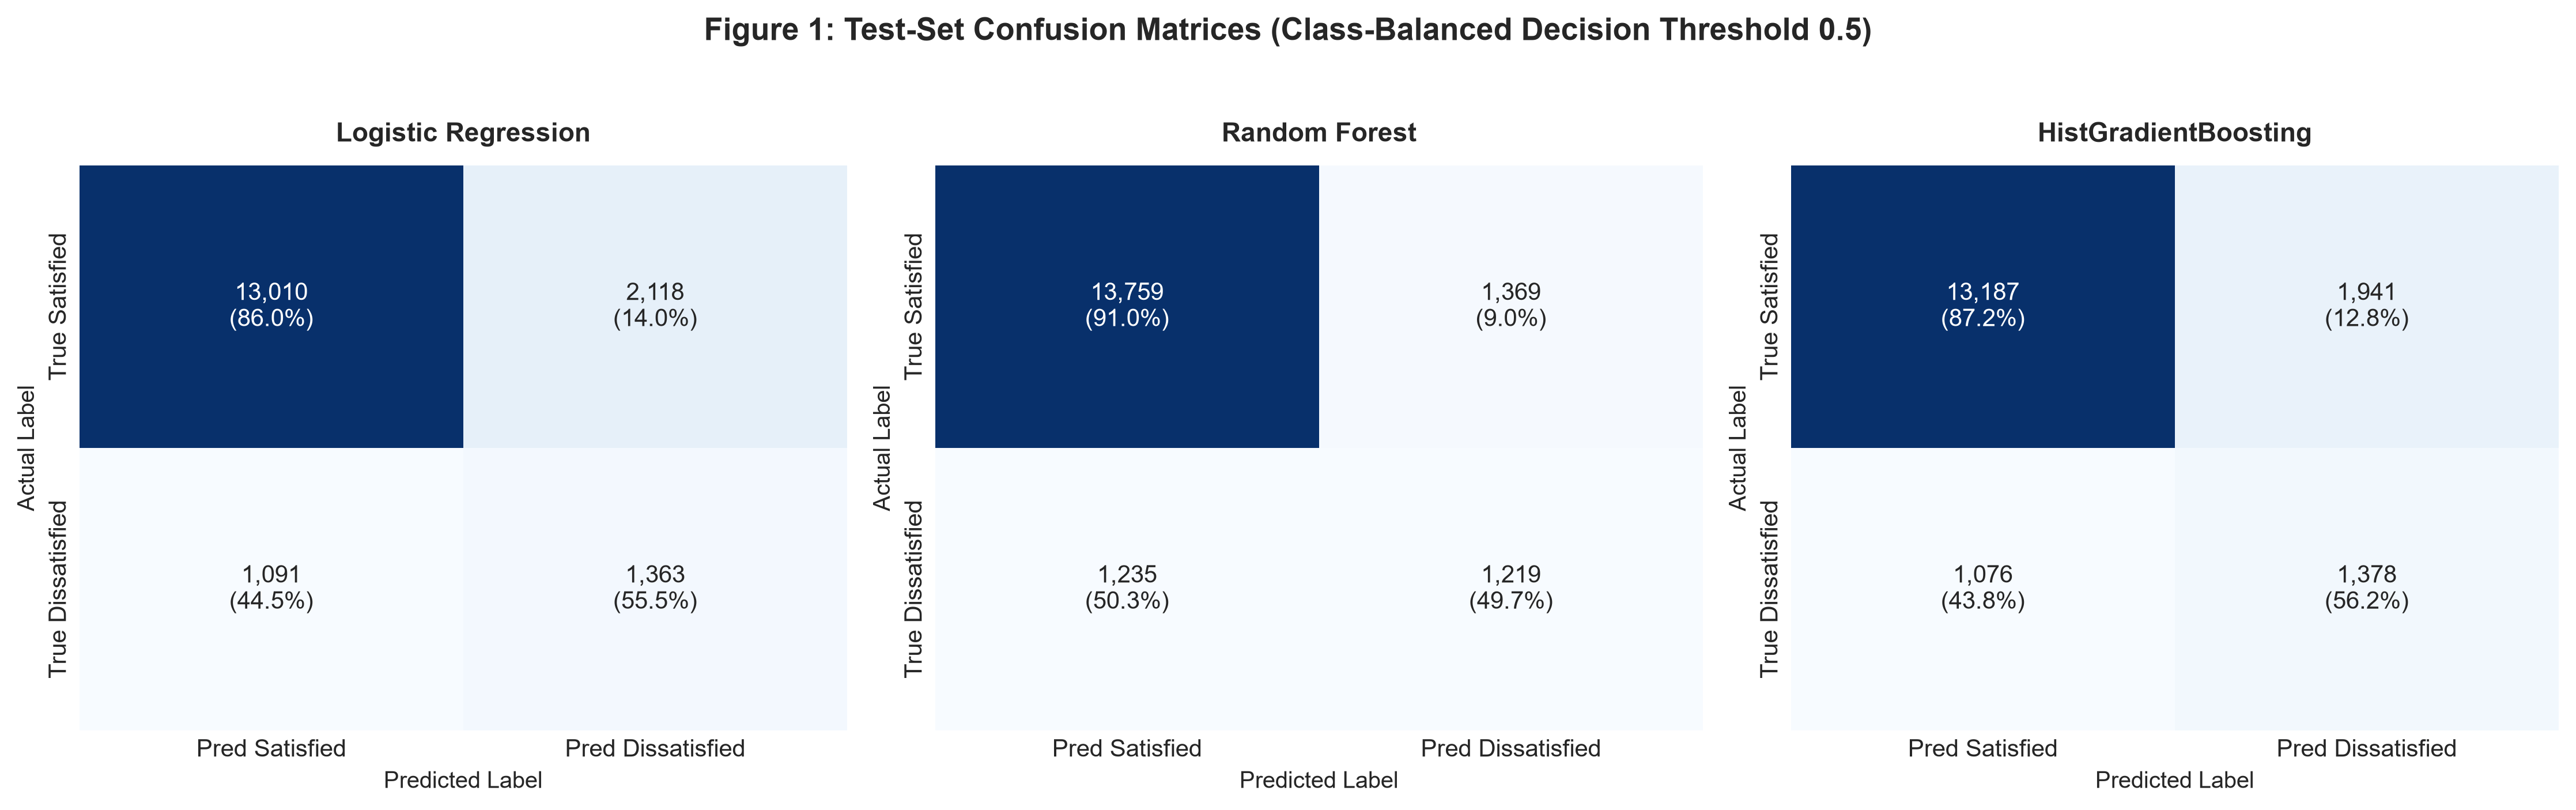 Figure 1: Test-Set Confusion Matrices (Class-Balanced Decision Threshold 0.5)
Logistic Regression
Actual Label
True Satisfied
True Dissatisfied
13,010
(86.0%)
2,118
(14.0%)
1,091
(44.5%)
1,363
(55.5%)
Pred Satisfied
Pred Dissatisfied
Predicted Label
Random Forest
Actual Label
True Satisfied
True Dissatisfied
13,759
(91.0%)
1,369
(9.0%)
1,235
(50.3%)
1,219
(49.7%)
Pred Satisfied
Pred Dissatisfied
Predicted Label
HistGradientBoosting
Actual Label
True Satisfied
True Dissatisfied
13,187
(87.2%)
1,941
(12.8%)
1,076
(43.8%)
1,378
(56.2%)
Pred Satisfied
Pred Dissatisfied
Predicted Label